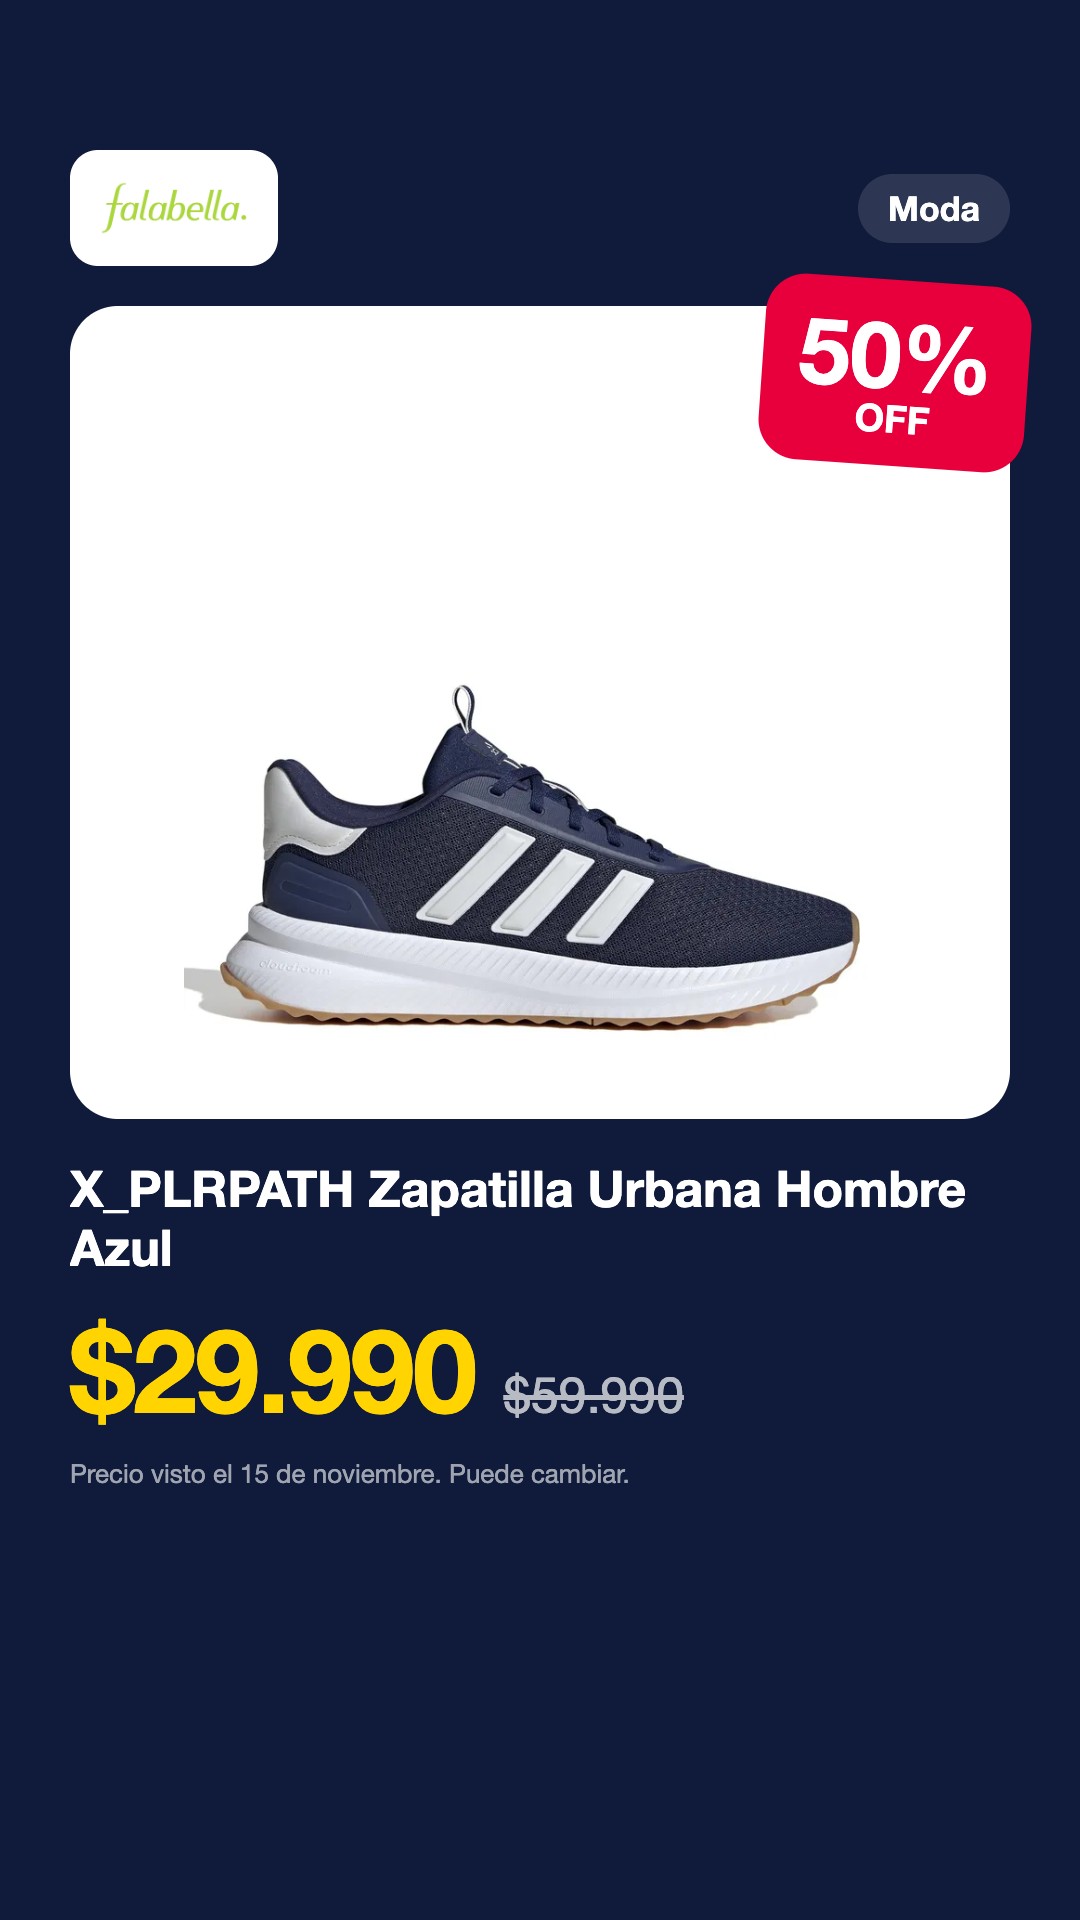 falabella.
Moda
50%
OFF
cloudfoam
X_PLRPATH Zapatilla Urbana Hombre
Azul
$29.990 $59.990
Precio visto el 15 de noviembre. Puede cambiar.